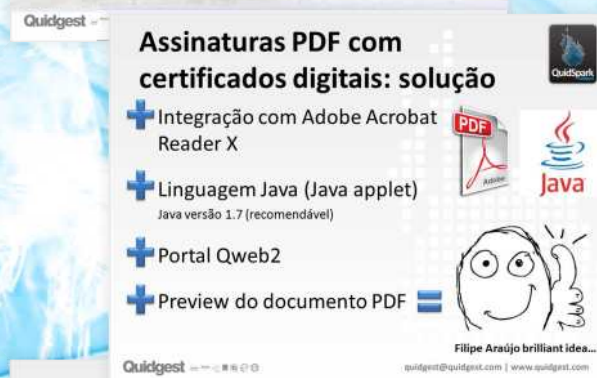 Quidgest
Assinaturas PDF com
certificados digitais: solução
QuidSpark
Integração com Adobe Acrobat
Reader X
PDF
Adobe
Linguagem Java (Java applet)
Java versão 1.7 (recomendável)
Java
Portal Qweb2
Preview do documento PDF
Filipe Araújo brilliant idea...
Quidgest
quidgest@quidgest.com | www.quidgest.com